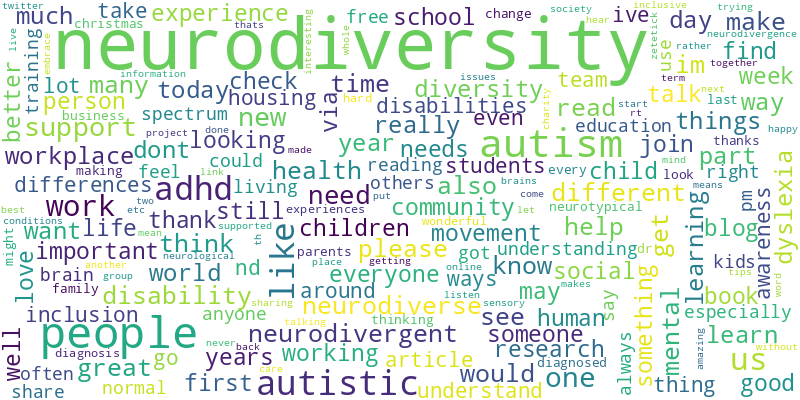 twitter
live
much
christmas
take
thats
experience
interesting
whole
free
school
ive
change
society
hear
inclusive
day
trying
make
neurodivergence
zetetick
embrace
rather
together
neurodiversity
training
better
information
lot
many
today
check
time
diversity
issues
hard
team
talk
im
use
find
week
term
person
business
spectrum
new
housing
via
disabilities
read
charity
things
way
last
next
support
project
done
made
looking
really
even
autism
education
start
rt
join
thanks
happy
workplace
making
dont
feel
could
link
year
needs
students
mind
look
part
right
differences
adhd
living
health
reading
others
also
child
every
means
best
two
etc
work
still
need
put
brains
come
different
neurotypical
dyslexia
pm
conditions
want
life
thank
experiences
supported
children
community
wonderful
let
help
get
learning
blog
awareness
might
mean
important
think
like
th
parents
please
movement
understanding
dr
love
brain
neurological
world
nd
place
getting
got
know
social
kids
family
another
group
around
everyone
ways
online
makes
say
something
mental
tips
word
disability
sharing
neurodiverse
listen
sensory
may
book
especially
inclusion
anyone
talking
thinking
see
human
people
neurodivergent
someone
learn
well
diagnosis
go
years
never
back
working
article
research
diagnosed
always
amazing
without
us
often
great
care
share
normal
first
autistic
understand
would
one
thing
good